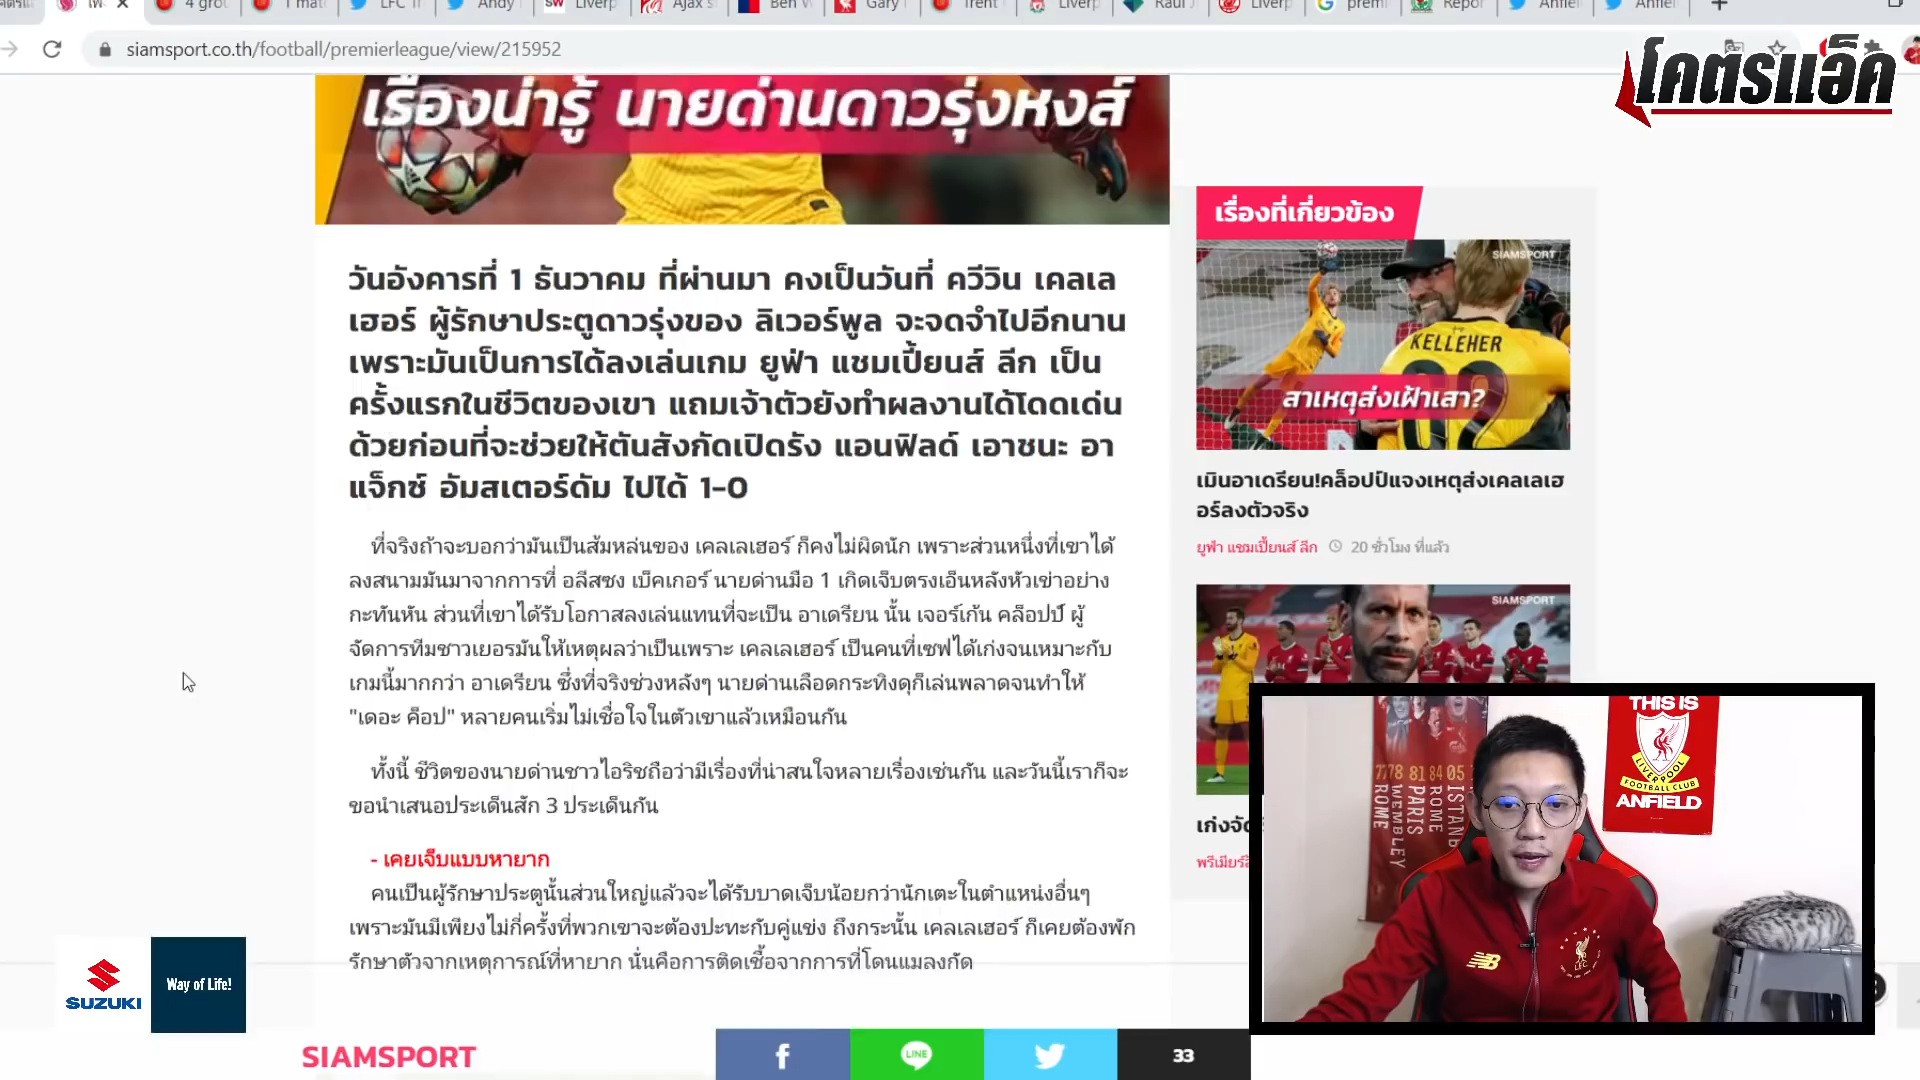 4 grou
1 mat
LFC Tr
Andy
Liverp
Ajax s
Ben W
Gary
Trent
Liverp
Raul J
Liverp
premi
Repor
Anfiel
Anfiel
siamsport.co.th/football/premierleague/view/215952
โคตรแอ็ค
เรื่องน่ารู้ นายด่านดาวรุ่งหงส์
วันอังคารที่ 1 ธันวาคม ที่ผ่านมา คงเป็นวันที่ ควีวิน เคลเล
เฮอร์ ผู้รักษาประตูดาวรุ่งของ ลิเวอร์พูล จะจดจำไปอีกนาน
เพราะมันเป็นการได้ลงเล่นเกม ยูฟ่า แชมเปี้ยนส์ ลีก เป็น
ครั้งแรกในชีวิตของเขา แถมเจ้าตัวยังทำผลงานได้โดดเด่น
ด้วยก่อนที่จะช่วยให้ต้นสังกัดเปิดรัง แอนฟิลด์ เอาชนะ อา
แจ็กซ์ อัมสเตอร์ดัม ไปได้ 1-0
ที่จริงถ้าจะบอกว่ามันเป็นส้มหล่นของ เคลเลเฮอร์ ก็คงไม่ผิดนัก เพราะส่วนหนึ่งที่เขาได้
ลงสนามมันมาจากการที่ อลีสซง เบ็คเกอร์ นายด่านมือ 1 เกิดเจ็บตรงเอ็นหลังหัวเข่าอย่าง
กะทันหัน ส่วนที่เขาได้รับโอกาสลงเล่นแทนที่จะเป็น อาเดรียน นั้น เจอร์เก้น คล็อปป์ ผู้
จัดการทีมชาวเยอรมันให้เหตุผลว่าเป็นเพราะ เคลเลเฮอร์ เป็นคนที่เซฟได้เก่งจนเหมาะกับ
เกมนี้มากกว่า อาเดรียน ซึ่งที่จริงช่วงหลังๆ นายด่านเลือดกระทิงดุก็เล่นพลาดจนทำให้
"เดอะ ค็อป" หลายคนเริ่มไม่เชื่อใจในตัวเขาแล้วเหมือนกัน
ทั้งนี้ ชีวิตของนายด่านชาวไอริชถือว่ามีเรื่องที่น่าสนใจหลายเรื่องเช่นกัน และวันนี้เราก็จะ
ขอนำเสนอประเด็นสัก 3 ประเด็นกัน
- เคยเจ็บแบบหายาก
คนเป็นผู้รักษาประตูนั้นส่วนใหญ่แล้วจะได้รับบาดเจ็บน้อยกว่านักเตะในตำแหน่งอื่นๆ
เพราะมันมีเพียงไม่กี่ครั้งที่พวกเขาจะต้องปะทะกับคู่แข่ง ถึงกระนั้น เคลเลเฮอร์ ก็เคยต้องพัก
รักษาตัวจากเหตุการณ์ที่หายาก นั่นคือการติดเชื้อจากการที่โดนแมลงกัด
เรื่องที่เกี่ยวข้อง
SIAMSPORT
KELLEHER
สาเหตุส่งเฝ้าเสา?
เมินอาเดรียน!คล็อปป์แจงเหตุส่งเคลเลเฮ
อร์ลงตัวจริง
ยูฟ่า แชมเปี้ยนส์ ลีก 20 ชั่วโมง ที่แล้ว
SIAMSPORT
เก่งจัด
พรีเมียร์
THIS IS
LIVERPOOL
FOOTBALL CLUB
ANFIELD
77 78 81 84 05
ROME
WEMBLEY
PARIS
ROME
SUZUKI
Way of Life!
SIAMSPORT
LINE
33